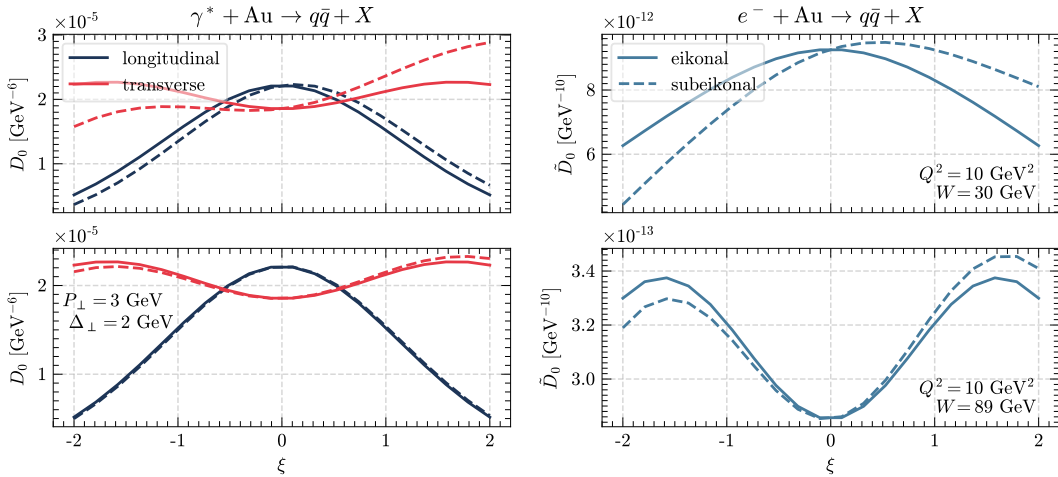 γ* + Au → qq̄ + X
×10⁻⁵
3
2
1
D₀ [GeV⁻⁶]
longitudinal
transverse
e⁻ + Au → qq̄ + X
×10⁻¹²
8
6
D̃₀ [GeV⁻¹⁰]
eikonal
subeikonal
Q² = 10 GeV²
W = 30 GeV
×10⁻⁵
2
1
D₀ [GeV⁻⁶]
P⊥ = 3 GeV
Δ⊥ = 2 GeV
-2 -1 0 1 2
ξ
×10⁻¹³
3.4
3.2
3.0
D̃₀ [GeV⁻¹⁰]
Q² = 10 GeV²
W = 89 GeV
-2 -1 0 1 2
ξ